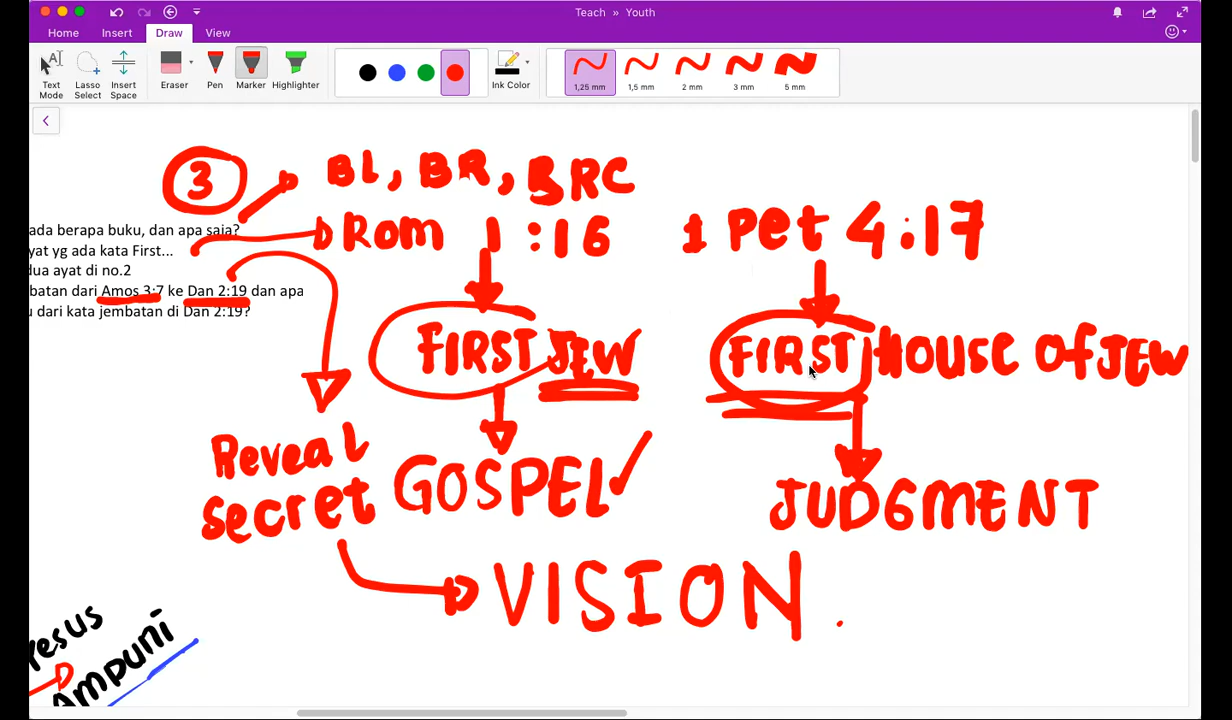 Teach » Youth
Home Insert Draw View
Text Mode
Lasso Select
Insert Space
Eraser
Pen
Marker
Highlighter
Ink Color
1,25 mm
1,5 mm
2 mm
3 mm
5 mm
3
BL, BR, BRC
ada berapa buku, dan apa saia?
Rom 1:16
1 Pet 4:17
yat yg ada kata First...
dua ayat di no.2
mbatan dari Amos 3:7 ke Dan 2:19 dan apa
u dari kata jembatan di Dan 2:19?
FIRST JEW
FIRST HOUSE Of JEW
Reveal
secret
GOSPEL
JUDGMENT
VISION.
Yesus
Ampuni